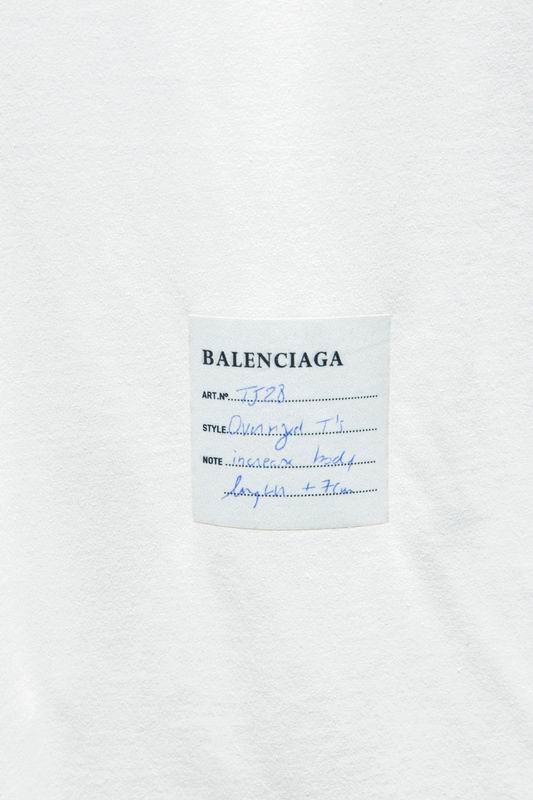 BALENCIAGA
ART.Nº TJ28
STYLE Oversized T's
NOTE increase body
length + 7cm